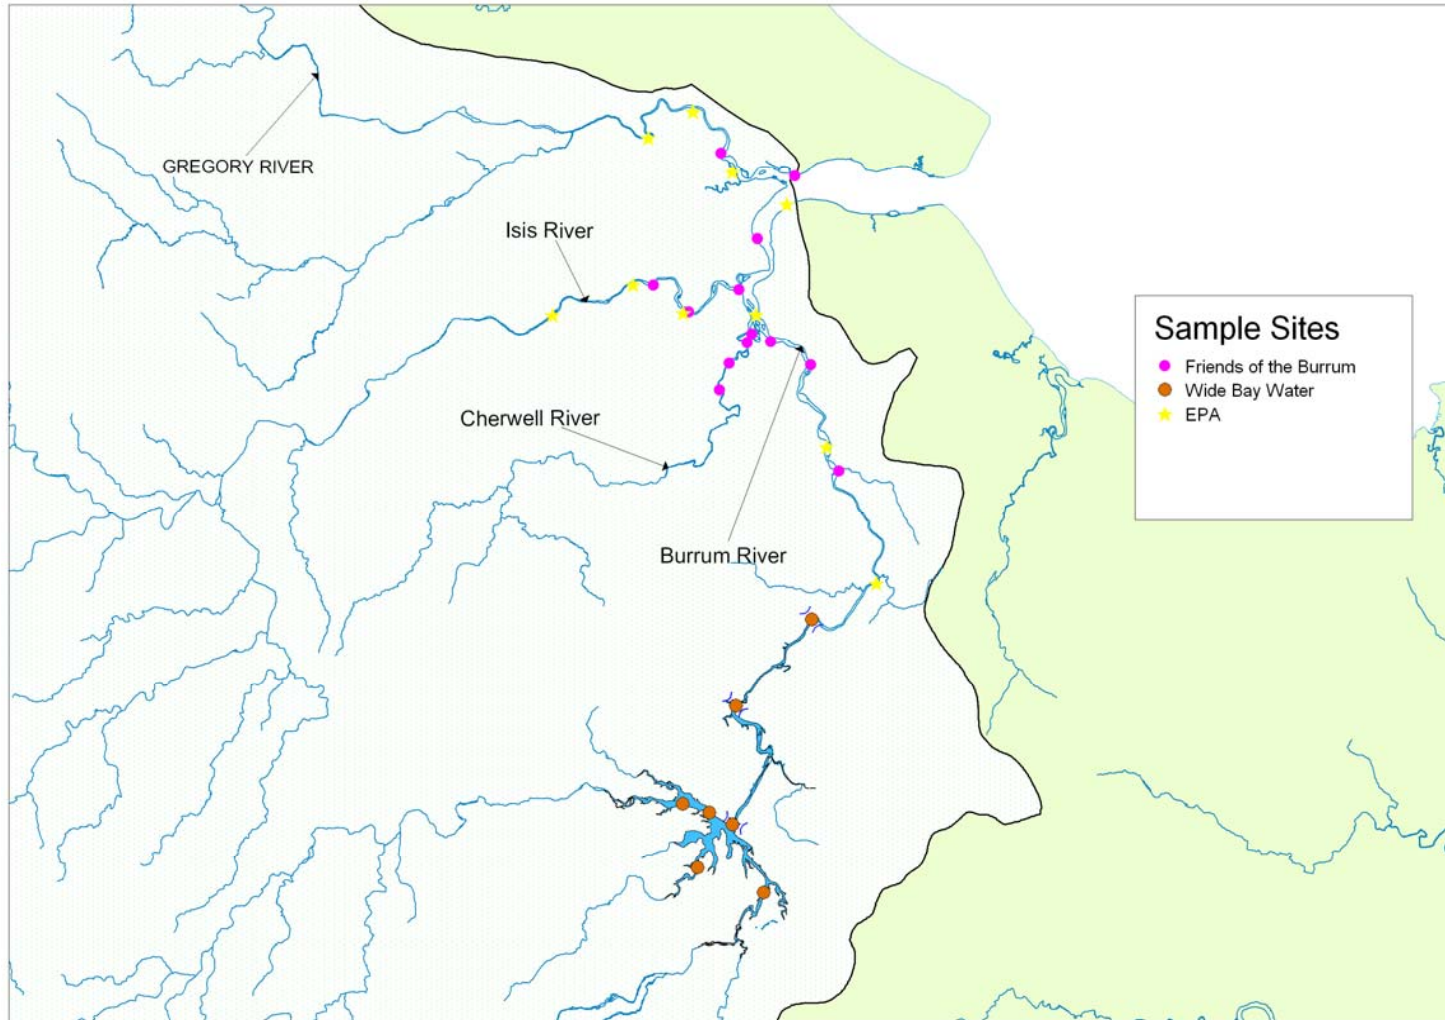 GREGORY RIVER
Isis River
Cherwell River
Burrum River
Sample Sites
Friends of the Burrum
Wide Bay Water
EPA